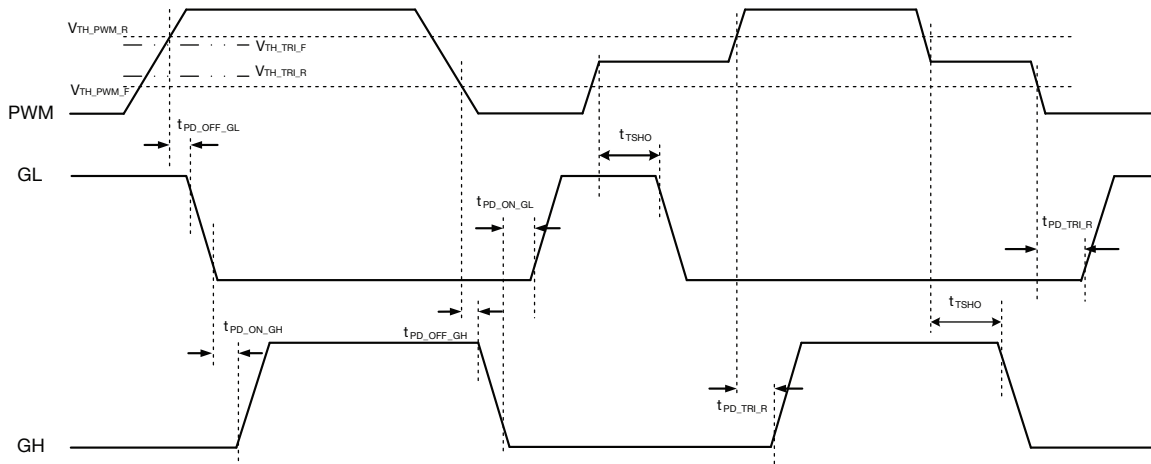 VTH_PWM_R
VTH_TRI_F
VTH_TRI_R
VTH_PWM_F
PWM
tPD_OFF_GL
tTSHO
GL
tPD_ON_GL
tPD_TRI_R
tTSHO
tPD_ON_GH
tPD_OFF_GH
tPD_TRI_R
GH